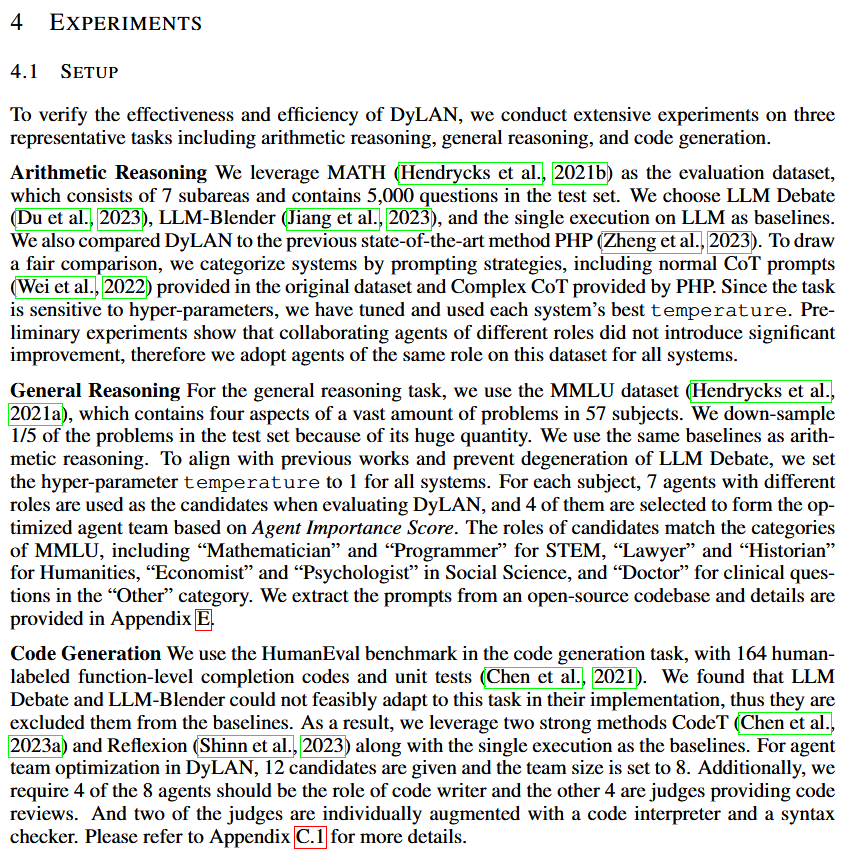 4 EXPERIMENTS
4.1 SETUP
To verify the effectiveness and efficiency of DyLAN, we conduct extensive experiments on three
representative tasks including arithmetic reasoning, general reasoning, and code generation.
Arithmetic Reasoning We leverage MATH (Hendrycks et al., 2021b) as the evaluation dataset,
which consists of 7 subareas and contains 5,000 questions in the test set. We choose LLM Debate
(Du et al., 2023), LLM-Blender (Jiang et al., 2023), and the single execution on LLM as baselines.
We also compared DyLAN to the previous state-of-the-art method PHP (Zheng et al., 2023). To draw
a fair comparison, we categorize systems by prompting strategies, including normal CoT prompts
(Wei et al., 2022) provided in the original dataset and Complex CoT provided by PHP. Since the task
is sensitive to hyper-parameters, we have tuned and used each system's best temperature. Pre-
liminary experiments show that collaborating agents of different roles did not introduce significant
improvement, therefore we adopt agents of the same role on this dataset for all systems.
General Reasoning For the general reasoning task, we use the MMLU dataset (Hendrycks et al.,
2021a), which contains four aspects of a vast amount of problems in 57 subjects. We down-sample
1/5 of the problems in the test set because of its huge quantity. We use the same baselines as arith-
metic reasoning. To align with previous works and prevent degeneration of LLM Debate, we set
the hyper-parameter temperature to 1 for all systems. For each subject, 7 agents with different
roles are used as the candidates when evaluating DyLAN, and 4 of them are selected to form the op-
timized agent team based on Agent Importance Score. The roles of candidates match the categories
of MMLU, including “Mathematician” and “Programmer” for STEM, “Lawyer” and “Historian”
for Humanities, “Economist” and “Psychologist” in Social Science, and “Doctor” for clinical ques-
tions in the “Other” category. We extract the prompts from an open-source codebase and details are
provided in Appendix E.
Code Generation We use the HumanEval benchmark in the code generation task, with 164 human-
labeled function-level completion codes and unit tests (Chen et al., 2021). We found that LLM
Debate and LLM-Blender could not feasibly adapt to this task in their implementation, thus they are
excluded them from the baselines. As a result, we leverage two strong methods CodeT (Chen et al.,
2023a) and Reflexion (Shinn et al., 2023) along with the single execution as the baselines. For agent
team optimization in DyLAN, 12 candidates are given and the team size is set to 8. Additionally, we
require 4 of the 8 agents should be the role of code writer and the other 4 are judges providing code
reviews. And two of the judges are individually augmented with a code interpreter and a syntax
checker. Please refer to Appendix C.1 for more details.